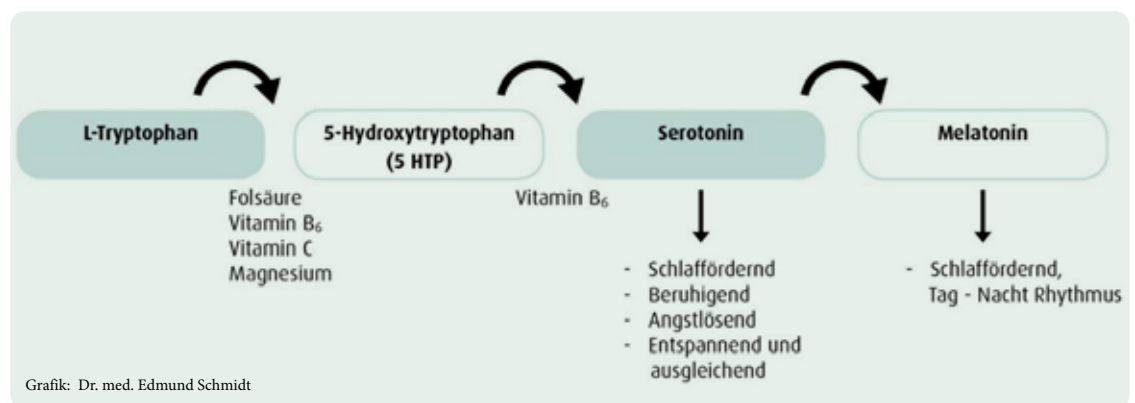 L-Tryptophan
5-Hydroxytryptophan
(5 HTP)
Serotonin
Melatonin
Folsäure
Vitamin B₆
Vitamin C
Magnesium
Vitamin B₆
- Schlaffördernd
- Beruhigend
- Angstlösend
- Entspannend und
ausgleichend
- Schlaffördernd,
Tag - Nacht Rhythmus
Grafik: Dr. med. Edmund Schmidt